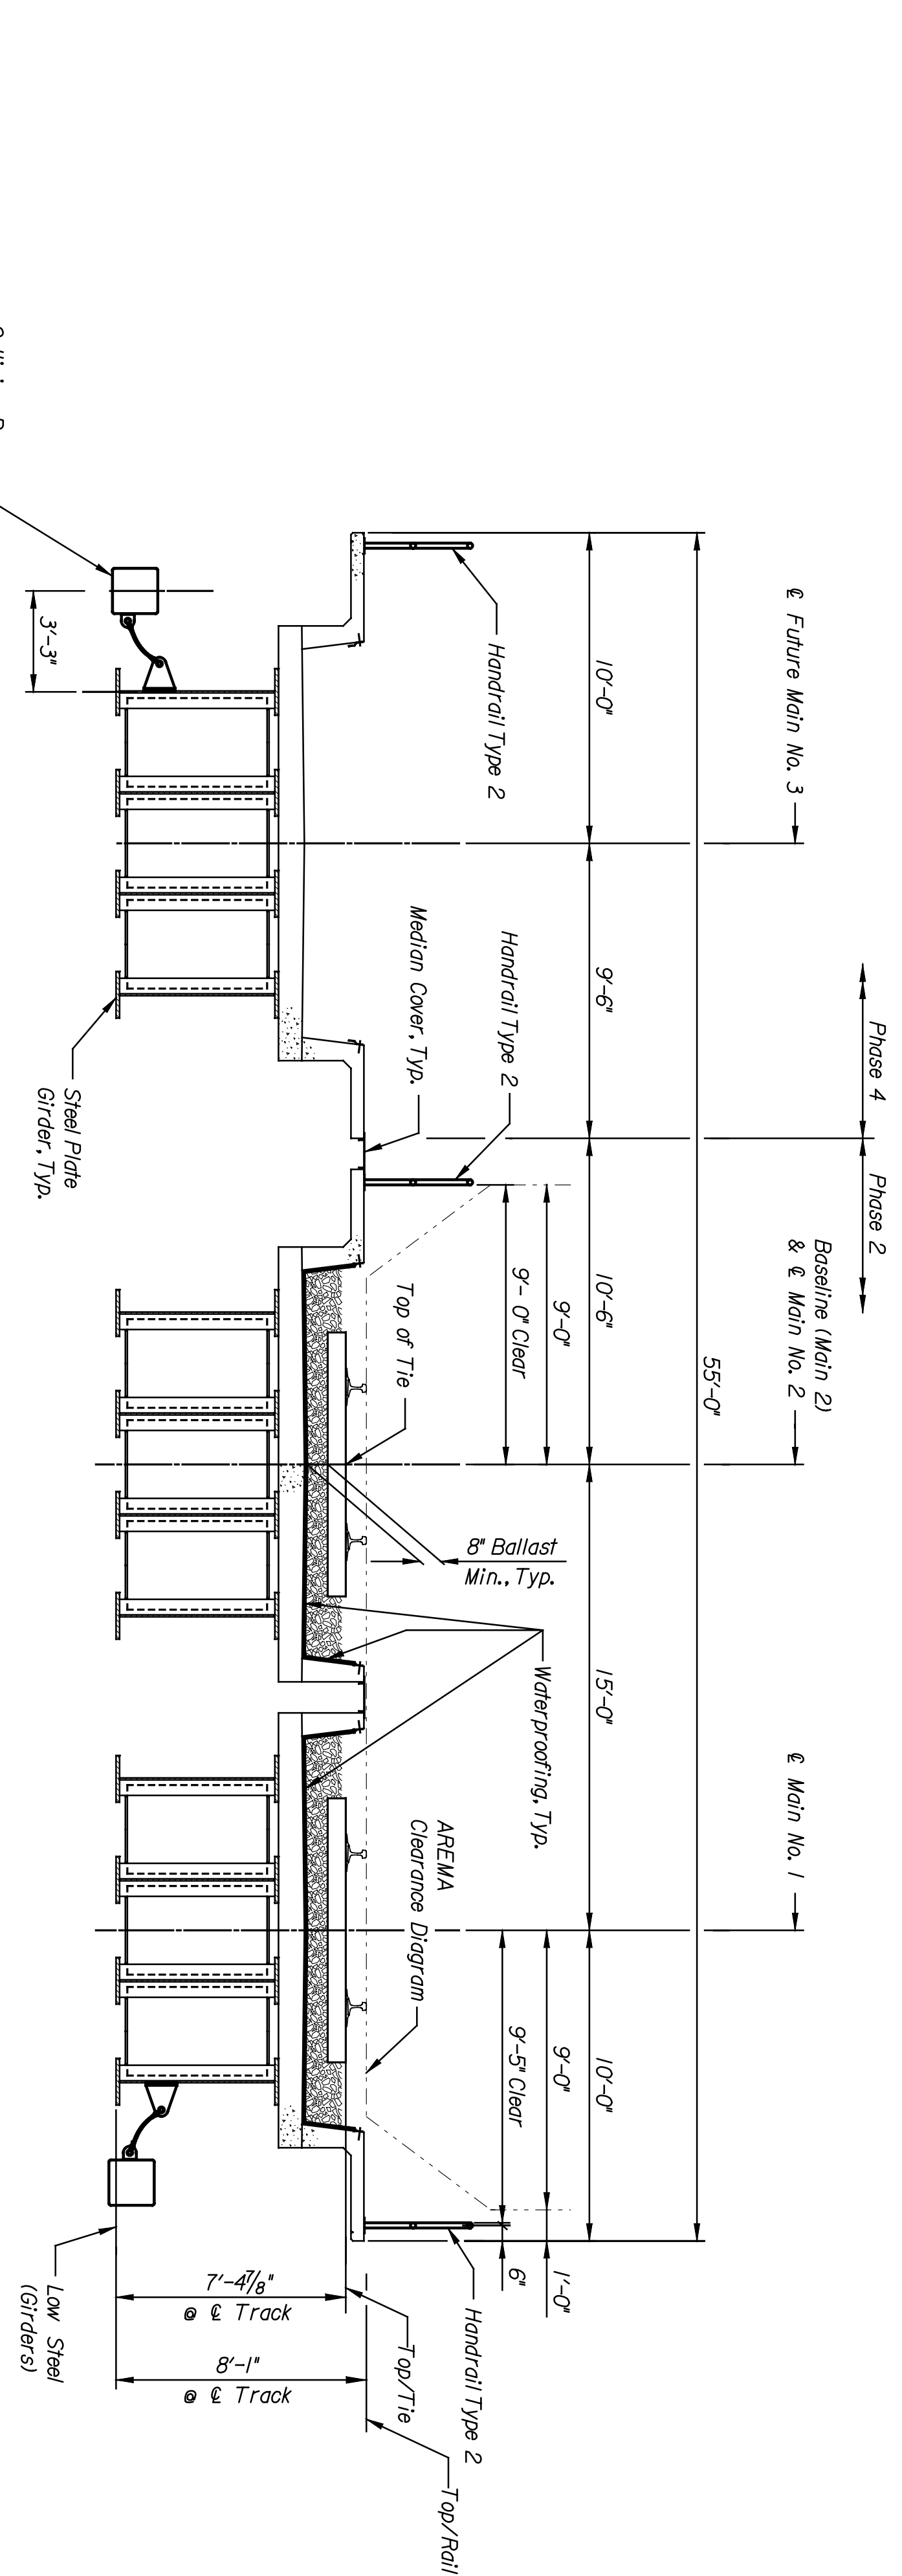 Phase 4
Phase 2
℄ Future Main No. 3
Baseline (Main 2)
& ℄ Main No. 2
℄ Main No. 1
55'-0"
10'-0"
9'-6"
10'-6"
15'-0"
10'-0"
9'-0"
9'-0"
1'-0"
9'- 0" Clear
9'-5" Clear
6"
Handrail Type 2
Handrail Type 2
Handrail Type 2
Median Cover, Typ.
Top of Tie
8" Ballast
Min., Typ.
Waterproofing, Typ.
AREMA
Clearance Diagram
Top/Rail
Top/Tie
7'-4⅞"
@ ℄ Track
8'-1"
@ ℄ Track
3'-3"
Steel Plate
Girder, Typ.
Low Steel
(Girders)